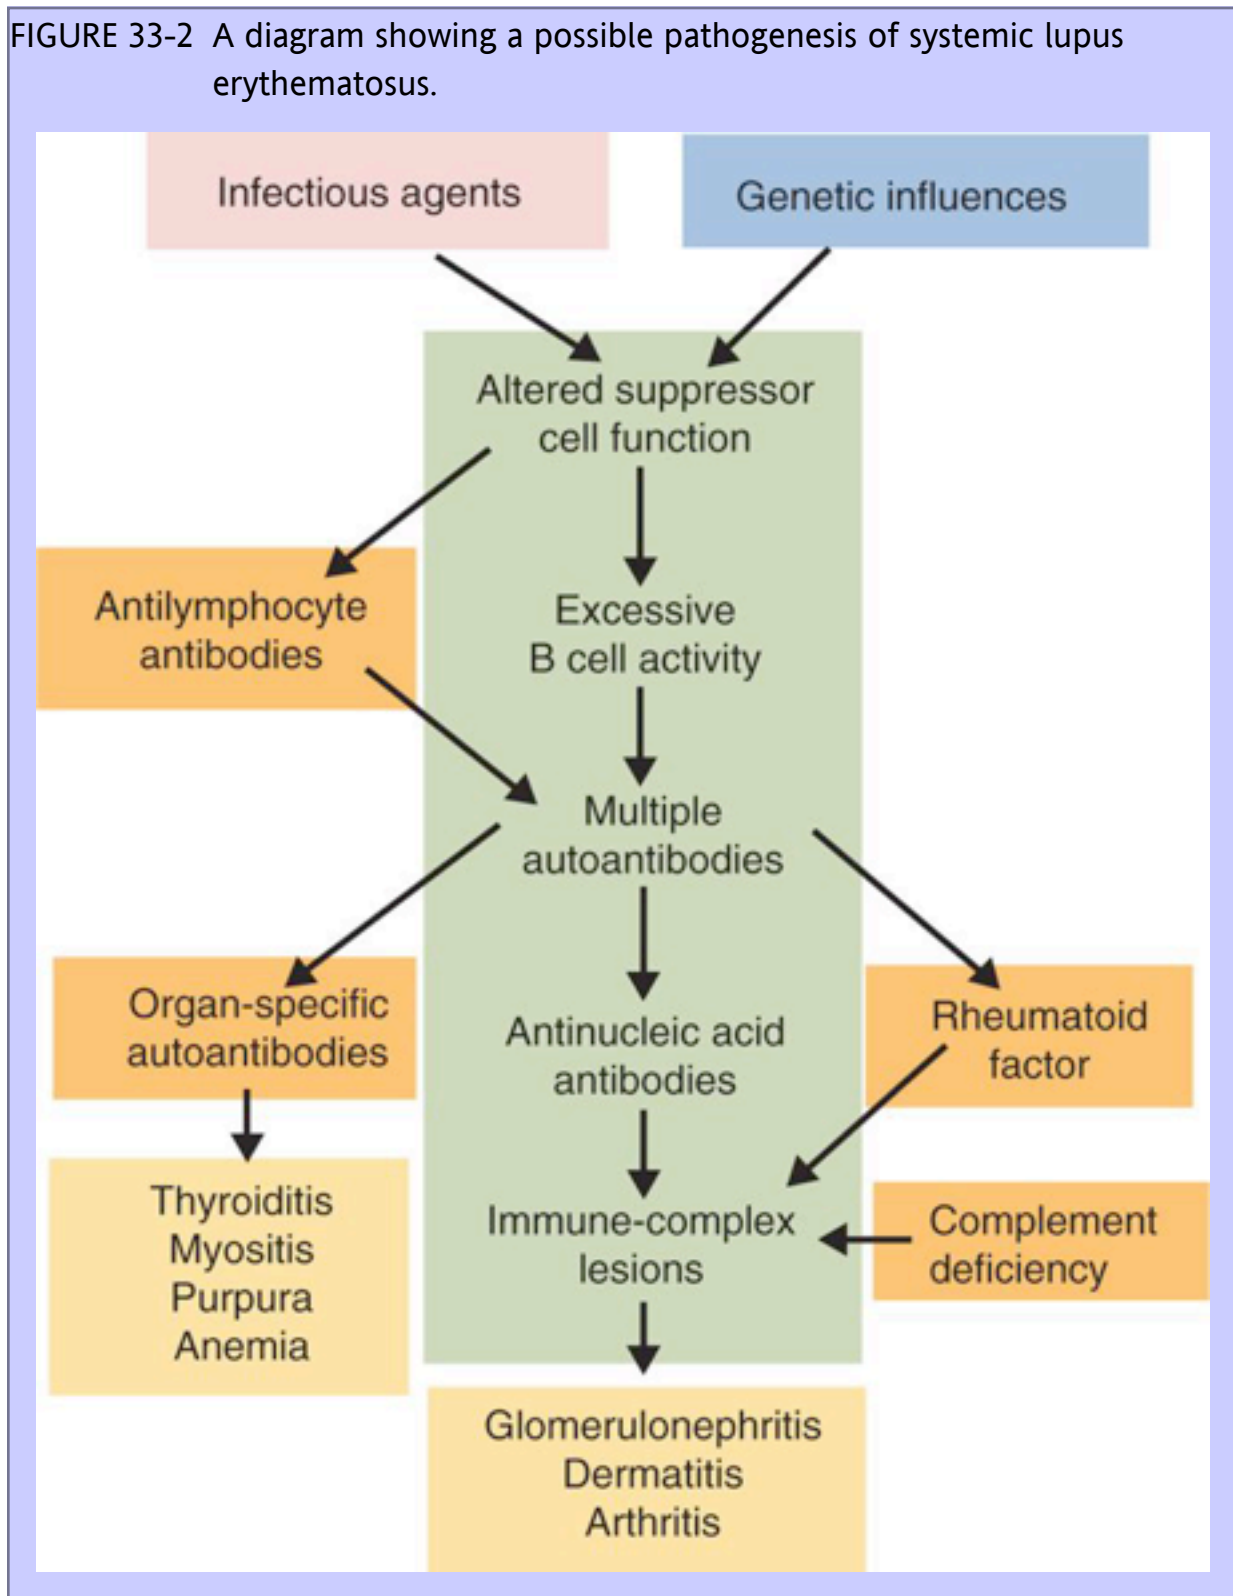 FIGURE 33-2 A diagram showing a possible pathogenesis of systemic lupus
erythematosus.
Infectious agents
Genetic influences
Altered suppressor
cell function
Antilymphocyte
antibodies
Excessive
B cell activity
Multiple
autoantibodies
Organ-specific
autoantibodies
Antinucleic acid
antibodies
Rheumatoid
factor
Thyroiditis
Myositis
Purpura
Anemia
Immune-complex
lesions
Complement
deficiency
Glomerulonephritis
Dermatitis
Arthritis